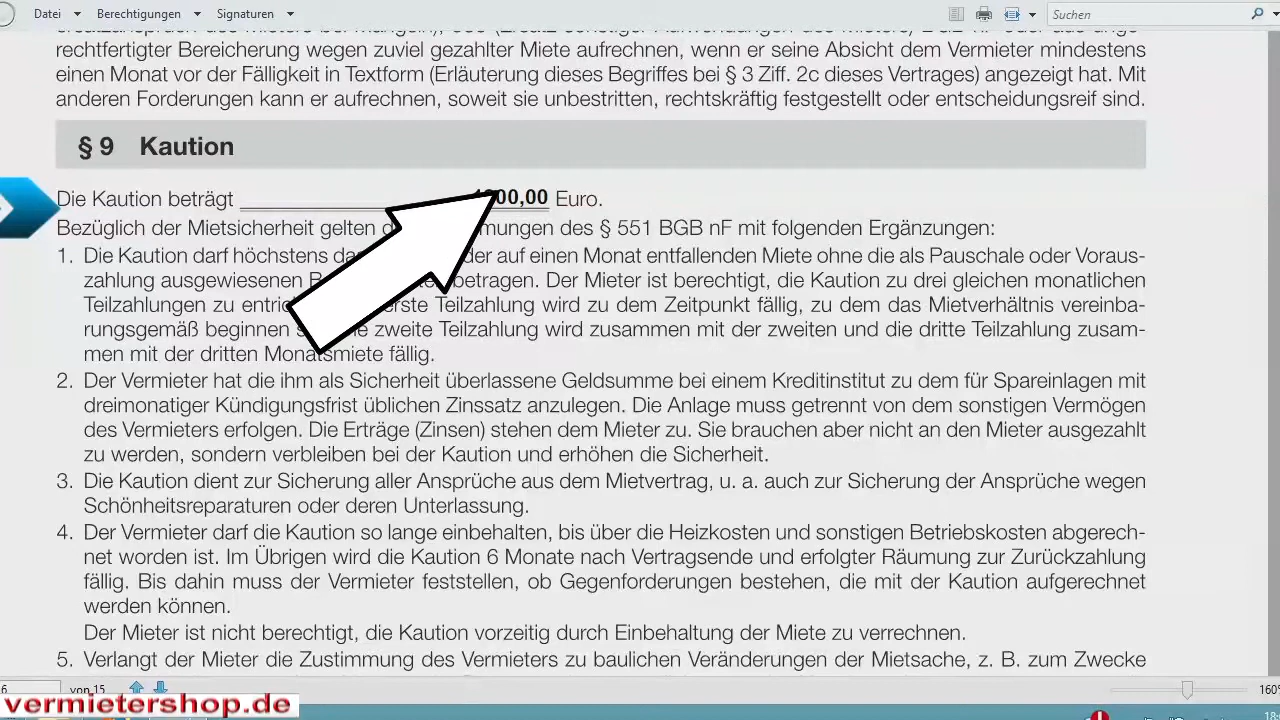 Datei Berechtigungen Signaturen Suchen
rechtfertigter Bereicherung wegen zuviel gezahlter Miete aufrechnen, wenn er seine Absicht dem Vermieter mindestens
einen Monat vor der Fälligkeit in Textform (Erläuterung dieses Begriffes bei § 3 Ziff. 2c dieses Vertrages) angezeigt hat. Mit
anderen Forderungen kann er aufrechnen, soweit sie unbestritten, rechtskräftig festgestellt oder entscheidungsreif sind.
§ 9 Kaution
Die Kaution beträgt Euro.
Bezüglich der Mietsicherheit gelten des § 551 BGB nF mit folgenden Ergänzungen:
1. Die Kaution darf höchstens der auf einen Monat entfallenden Miete ohne die als Pauschale oder Voraus-
zahlung ausgewiesenen betragen. Der Mieter ist berechtigt, die Kaution zu drei gleichen monatlichen
Teilzahlungen zu Teilzahlung wird zu dem Zeitpunkt fällig, zu dem das Mietverhältnis vereinba-
rungsgemäß beginnen zweite Teilzahlung wird zusammen mit der zweiten und die dritte Teilzahlung zusam-
men mit der dritten Monatsmiete fällig.
2. Der Vermieter hat die ihm als Sicherheit überlassene Geldsumme bei einem Kreditinstitut zu dem für Spareinlagen mit
dreimonatiger Kündigungsfrist üblichen Zinssatz anzulegen. Die Anlage muss getrennt von dem sonstigen Vermögen
des Vermieters erfolgen. Die Erträge (Zinsen) stehen dem Mieter zu. Sie brauchen aber nicht an den Mieter ausgezahlt
zu werden, sondern verbleiben bei der Kaution und erhöhen die Sicherheit.
3. Die Kaution dient zur Sicherung aller Ansprüche aus dem Mietvertrag, u. a. auch zur Sicherung der Ansprüche wegen
Schönheitsreparaturen oder deren Unterlassung.
4. Der Vermieter darf die Kaution so lange einbehalten, bis über die Heizkosten und sonstigen Betriebskosten abgerech-
net worden ist. Im Übrigen wird die Kaution 6 Monate nach Vertragsende und erfolgter Räumung zur Zurückzahlung
fällig. Bis dahin muss der Vermieter feststellen, ob Gegenforderungen bestehen, die mit der Kaution aufgerechnet
werden können.
Der Mieter ist nicht berechtigt, die Kaution vorzeitig durch Einbehaltung der Miete zu verrechnen.
5. Verlangt der Mieter die Zustimmung des Vermieters zu baulichen Veränderungen der Mietsache, z. B. zum Zwecke
6 von 15 160%
vermietershop.de